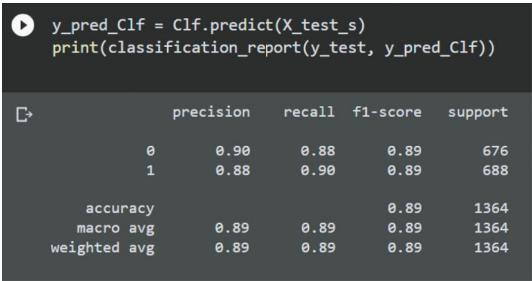 y_pred_Clf = Clf.predict(X_test_s)
print(classification_report(y_test, y_pred_Clf))
precision recall f1-score support
0 0.90 0.88 0.89 676
1 0.88 0.90 0.89 688
accuracy 0.89 1364
macro avg 0.89 0.89 0.89 1364
weighted avg 0.89 0.89 0.89 1364